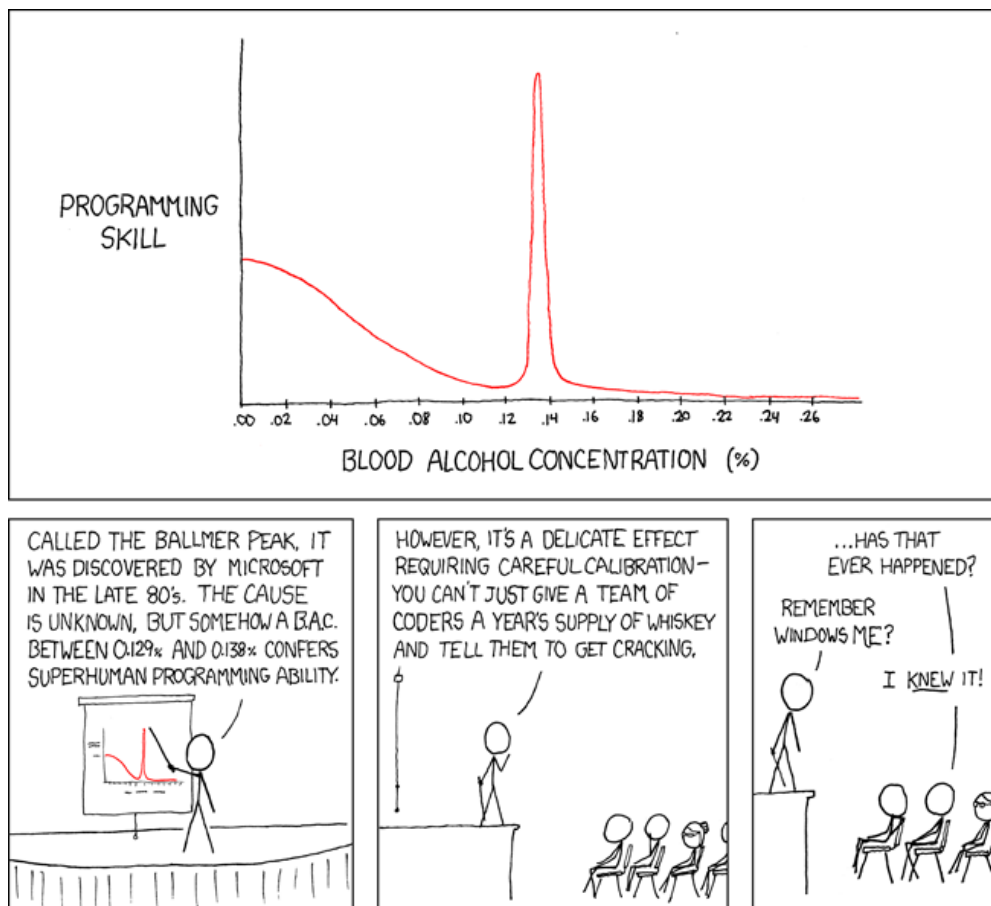 PROGRAMMING
SKILL
.00 .02 .04 .06 .08 .10 .12 .14 .16 .18 .20 .22 .24 .26
BLOOD ALCOHOL CONCENTRATION (%)
CALLED THE BALLMER PEAK, IT
WAS DISCOVERED BY MICROSOFT
IN THE LATE 80'S. THE CAUSE
IS UNKNOWN, BUT SOMEHOW A B.A.C.
BETWEEN 0.129% AND 0.138% CONFERS
SUPERHUMAN PROGRAMMING ABILITY.
HOWEVER, IT'S A DELICATE EFFECT
REQUIRING CAREFUL CALIBRATION–
YOU CAN'T JUST GIVE A TEAM OF
CODERS A YEAR'S SUPPLY OF WHISKEY
AND TELL THEM TO GET CRACKING.
...HAS THAT
EVER HAPPENED?
REMEMBER
WINDOWS ME?
I KNEW IT!